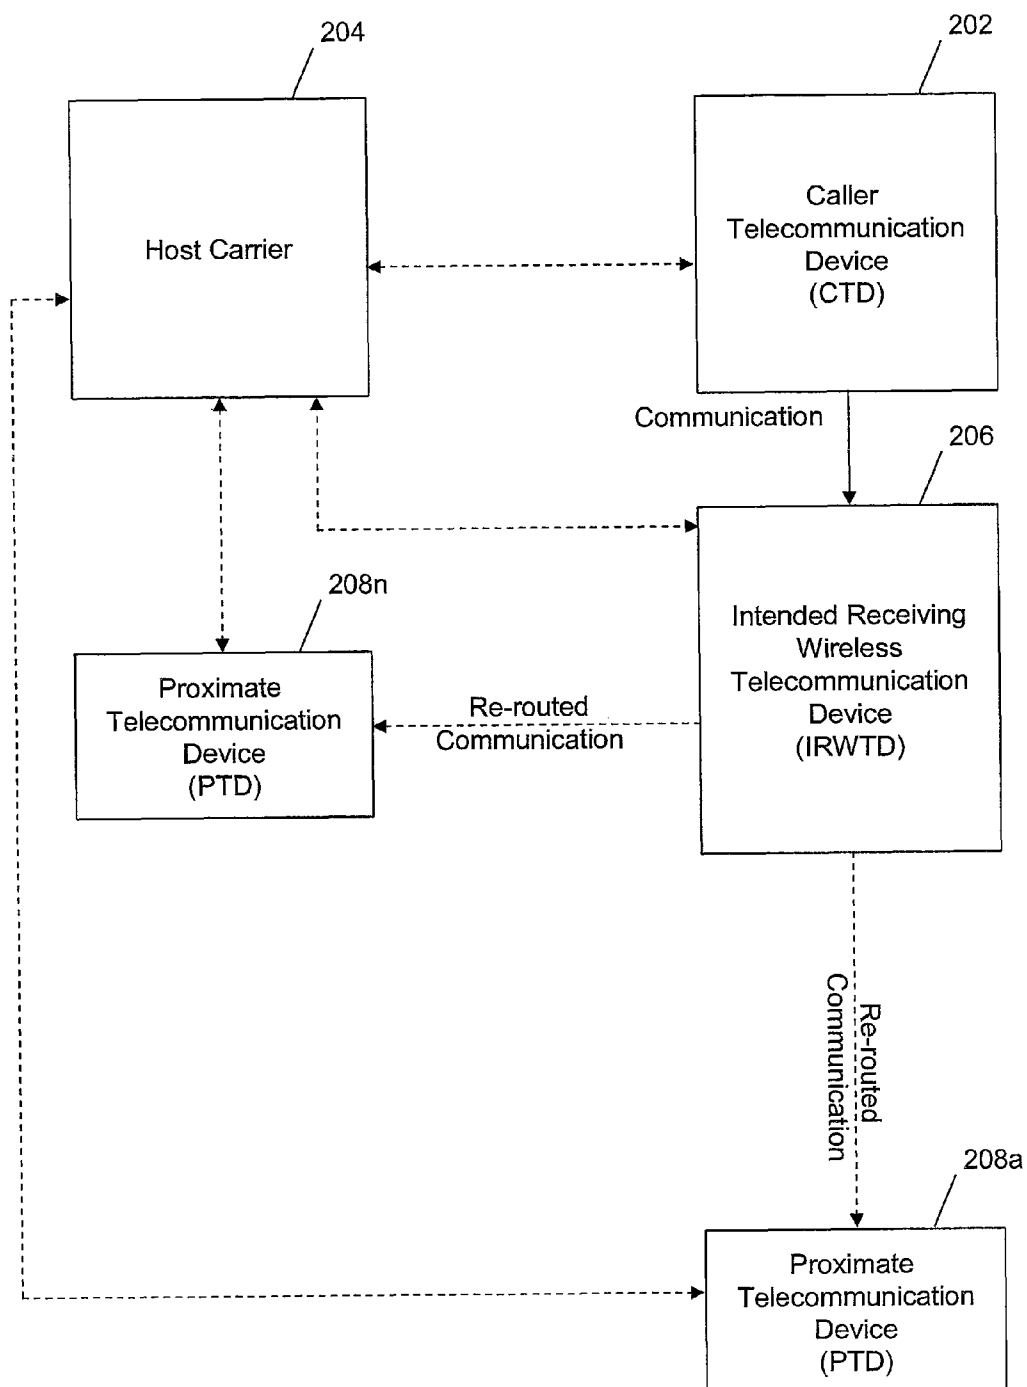 204
202
Host Carrier
Caller
Telecommunication
Device
(CTD)
Communication
206
208n
Intended Receiving
Wireless
Telecommunication
Device
(IRWTD)
Proximate
Telecommunication
Device
(PTD)
Re-routed
Communication
Re-routed
Communication
208a
Proximate
Telecommunication
Device
(PTD)